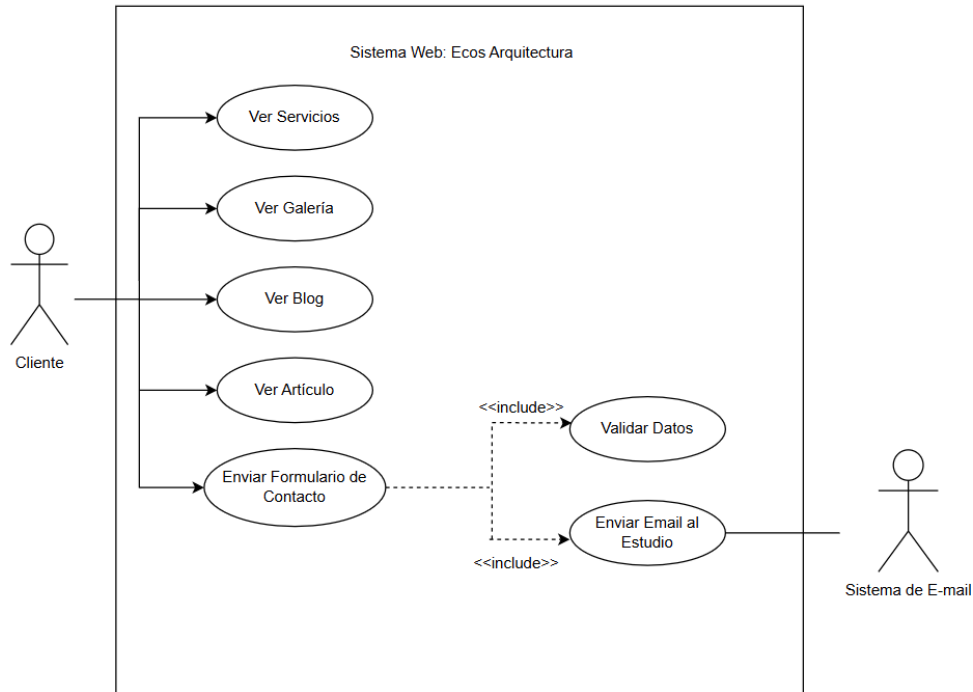 Sistema Web: Ecos Arquitectura
Ver Servicios
Ver Galería
Ver Blog
Cliente
Ver Artículo
<<include>>
Validar Datos
Enviar Formulario de
Contacto
Enviar Email al
Estudio
<<include>>
Sistema de E-mail